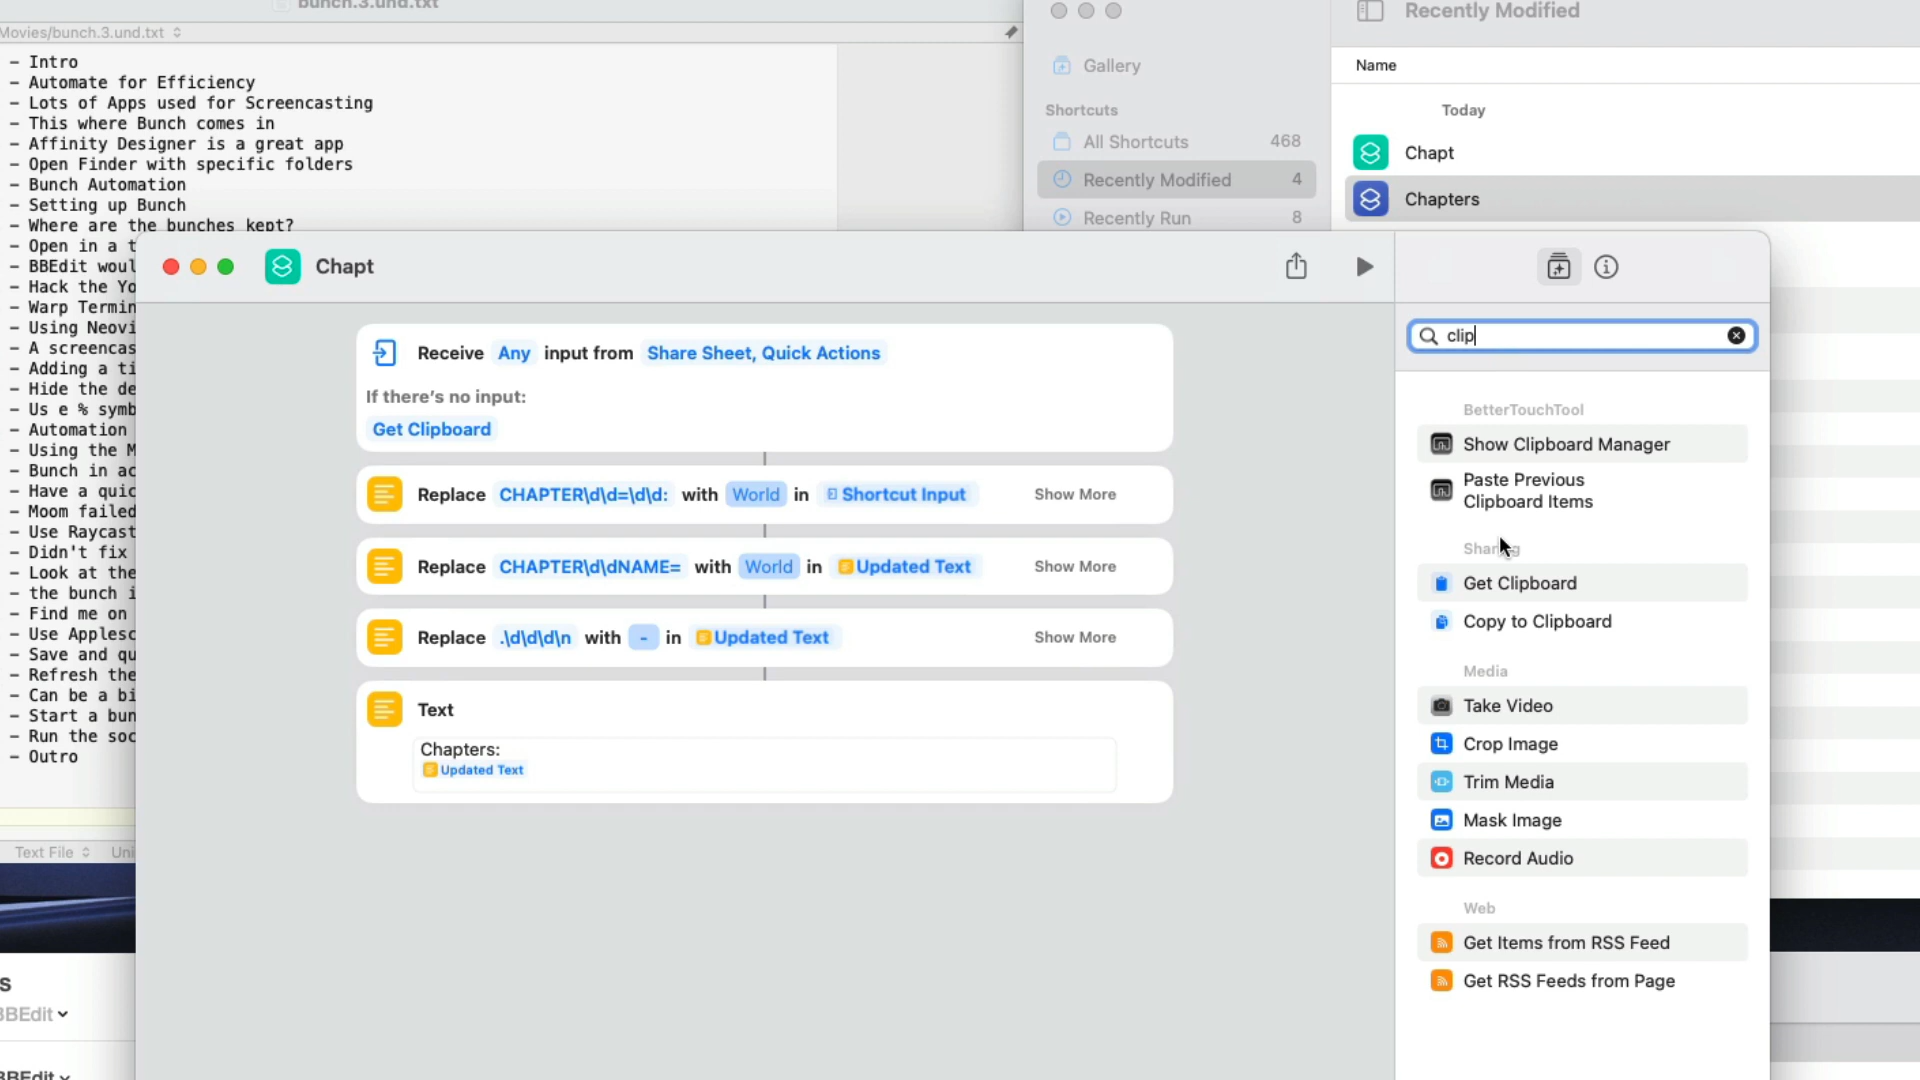 bunch.3.und.txt
Movies/bunch.3.und.txt
- Intro
- Automate for Efficiency
- Lots of Apps used for Screencasting
- This where Bunch comes in
- Affinity Designer is a great app
- Open Finder with specific folders
- Bunch Automation
- Setting up Bunch
- Where are the bunches kept?
- Open in a t
- BBEdit woul
- Hack the Yo
- Warp Termin
- Using Neovi
- A screencas
- Adding a ti
- Hide the de
- Us e % symb
- Automation
- Using the M
- Bunch in ac
- Have a quic
- Moom failed
- Use Raycast
- Didn't fix
- Look at the
- the bunch i
- Find me on
- Use Applesc
- Save and qu
- Refresh the
- Can be a bi
- Start a bun
- Run the soc
- Outro
Text File Uni
s
BBEdit
BBEdit
Gallery
Shortcuts
All Shortcuts 468
Recently Modified 4
Recently Run 8
Recently Modified
Name
Today
Chapt
Chapters
Chapt
Receive Any input from Share Sheet, Quick Actions
If there's no input:
Get Clipboard
Replace CHAPTER\d\d=\d\d: with World in Shortcut Input Show More
Replace CHAPTER\d\dNAME= with World in Updated Text Show More
Replace .\d\d\d\n with - in Updated Text Show More
Text
Chapters:
Updated Text
clip
BetterTouchTool
Show Clipboard Manager
Paste Previous
Clipboard Items
Sharing
Get Clipboard
Copy to Clipboard
Media
Take Video
Crop Image
Trim Media
Mask Image
Record Audio
Web
Get Items from RSS Feed
Get RSS Feeds from Page